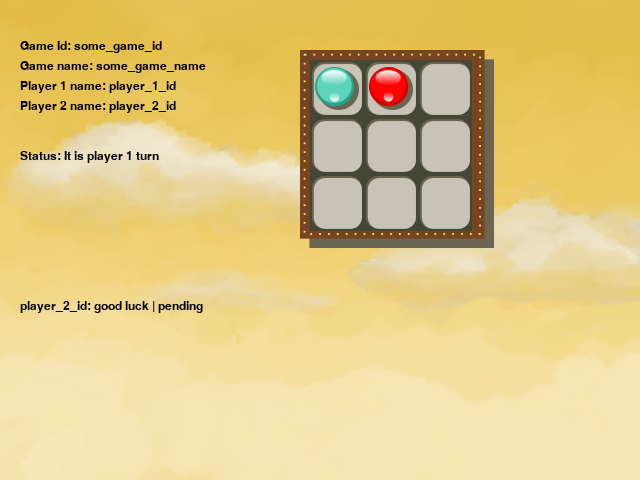 Game Id: some_game_id
Game name: some_game_name
Player 1 name: player_1_id
Player 2 name: player_2_id
Status: It is player 1 turn
player_2_id: good luck | pending